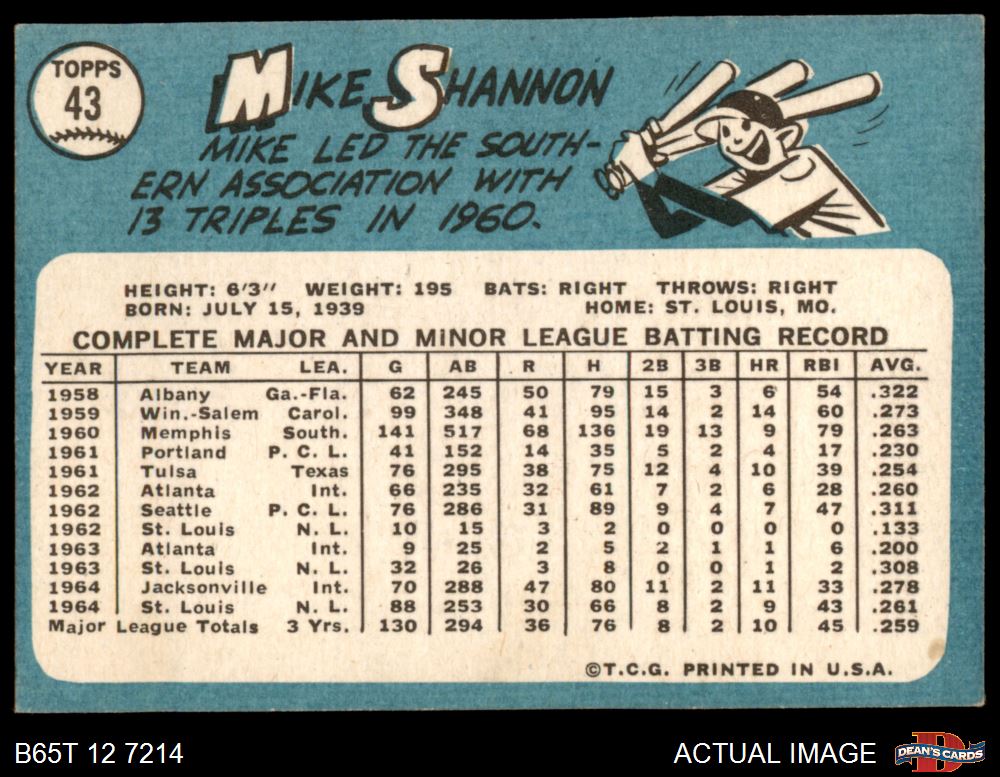 TOPPS
43
MIKE SHANNON
MIKE LED THE SOUTH-
ERN ASSOCIATION WITH
13 TRIPLES IN 1960.
HEIGHT: 6'3" WEIGHT: 195 BATS: RIGHT THROWS: RIGHT
BORN: JULY 15, 1939 HOME: ST. LOUIS, MO.
COMPLETE MAJOR AND MINOR LEAGUE BATTING RECORD
YEAR TEAM LEA. G AB R H 2B 3B HR RBI AVG.
1958 Albany Ga.-Fla. 62 245 50 79 15 3 6 54 .322
1959 Win.-Salem Carol. 99 348 41 95 14 2 14 60 .273
1960 Memphis South. 141 517 68 136 19 13 9 79 .263
1961 Portland P. C. L. 41 152 14 35 5 2 4 17 .230
1961 Tulsa Texas 76 295 38 75 12 4 10 39 .254
1962 Atlanta Int. 66 235 32 61 7 2 6 28 .260
1962 Seattle P. C. L. 76 286 31 89 9 4 7 47 .311
1962 St. Louis N. L. 10 15 3 2 0 0 0 0 .133
1963 Atlanta Int. 9 25 2 5 2 1 1 6 .200
1963 St. Louis N. L. 32 26 3 8 0 0 1 2 .308
1964 Jacksonville Int. 70 288 47 80 11 2 11 33 .278
1964 St. Louis N. L. 88 253 30 66 8 2 9 43 .261
Major League Totals 3 Yrs. 130 294 36 76 8 2 10 45 .259
©T.C.G. PRINTED IN U.S.A.
B65T 12 7214 ACTUAL IMAGE D DEAN'S CARDS